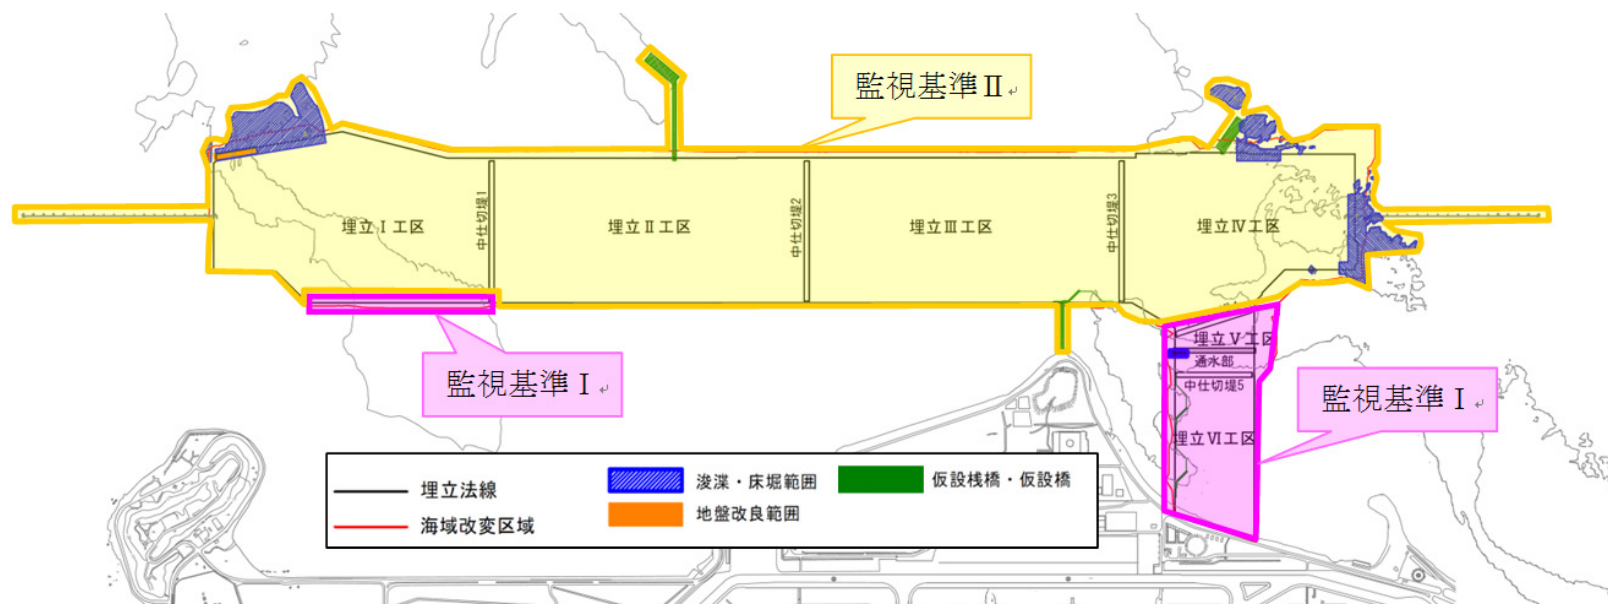 監視基準Ⅱ
埋立Ⅰ工区
中仕切堤1
埋立Ⅱ工区
中仕切堤2
埋立Ⅲ工区
中仕切堤3
埋立Ⅳ工区
監視基準Ⅰ
埋立Ⅴ工区
通水部
中仕切堤5
埋立Ⅵ工区
監視基準Ⅰ
埋立法線
海域改変区域
浚渫・床堀範囲
地盤改良範囲
仮設桟橋・仮設橋